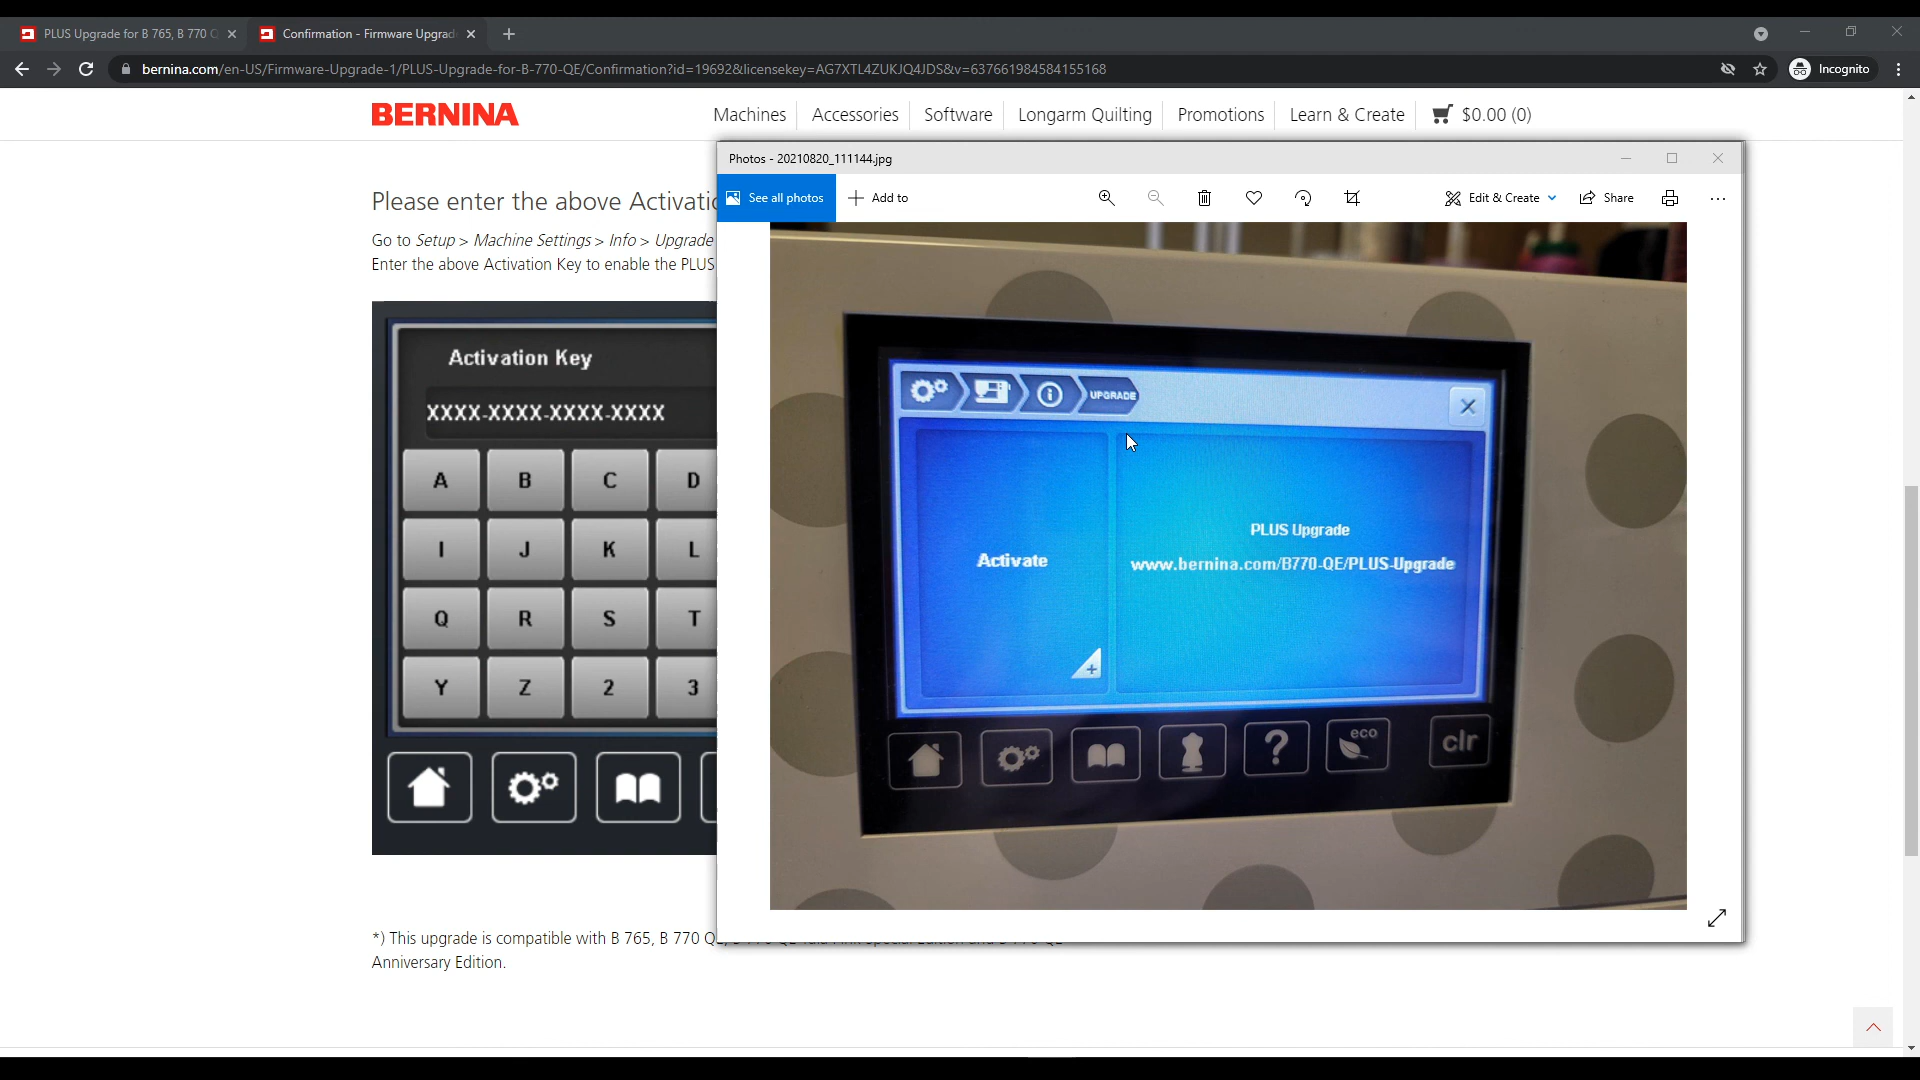 PLUS Upgrade for B 765, B 770 Q
Confirmation - Firmware Upgrad
bernina.com/en-US/Firmware-Upgrade-1/PLUS-Upgrade-for-B-770-QE/Confirmation?id=19692&licensekey=AG7XTL4ZUKJQ4JDS&v=637661984584155168
Incognito
BERNINA
Machines
Accessories
Software
Longarm Quilting
Promotions
Learn & Create
$0.00 (0)
Photos - 20210820_111144.jpg
See all photos
Add to
Edit & Create
Share
Please enter the above Activatio
Go to Setup > Machine Settings > Info > Upgrade
Enter the above Activation Key to enable the PLUS
Activation Key
XXXX-XXXX-XXXX-XXXX
A B C D
I J K L
Q R S T
Y Z 2 3
UPGRADE
Activate
PLUS Upgrade
www.bernina.com/B770-QE/PLUS-Upgrade
?
eco
clr
*) This upgrade is compatible with B 765, B 770 Q
Anniversary Edition.